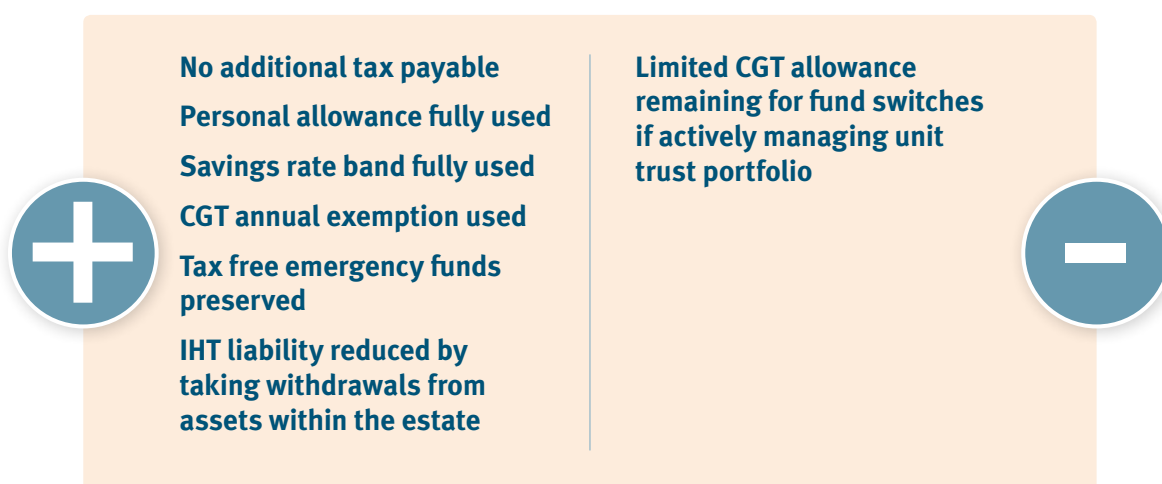 No additional tax payable
Personal allowance fully used
Savings rate band fully used
CGT annual exemption used
Tax free emergency funds
preserved
IHT liability reduced by
taking withdrawals from
assets within the estate
Limited CGT allowance
remaining for fund switches
if actively managing unit
trust portfolio